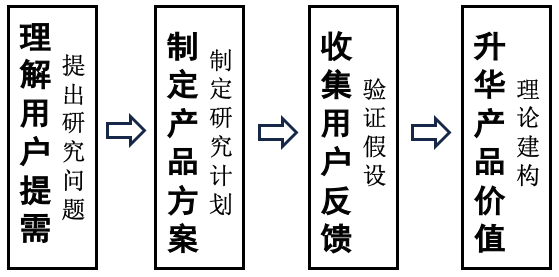 理解用户提需
提出研究问题
制定产品方案
制定研究计划
收集用户反馈
验证假设
升华产品价值
理论建构